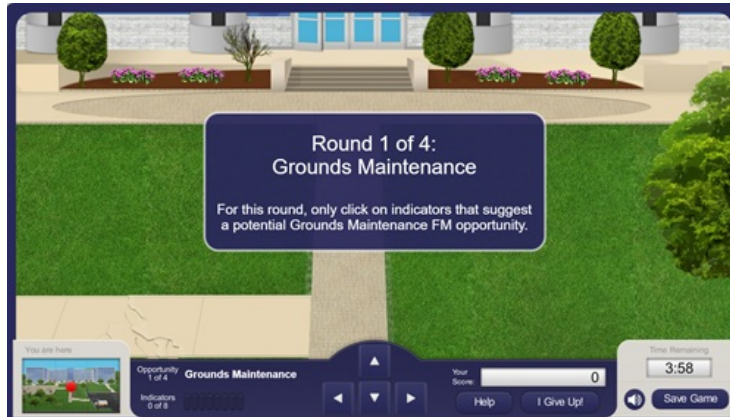 Round 1 of 4:
Grounds Maintenance
For this round, only click on indicators that suggest
a potential Grounds Maintenance FM opportunity.
You are here
Opportunity
1 of 4
Grounds Maintenance
Indicators
0 of 8
Your
Score:
0
Help
I Give Up!
Time Remaining
3:58
Save Game